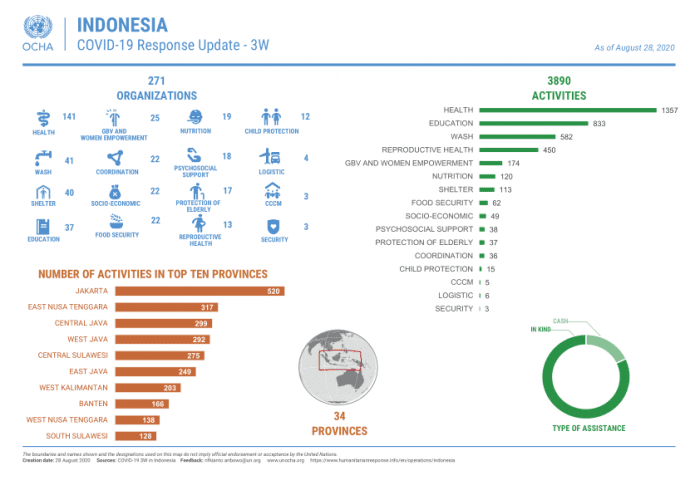 OCHA
INDONESIA
COVID-19 Response Update - 3W
As of August 28, 2020
271
ORGANIZATIONS
HEALTH 141
GBV AND
WOMEN EMPOWERMENT 25
NUTRITION 19
CHILD PROTECTION 12
WASH 41
COORDINATION 22
PSYCHOSOCIAL
SUPPORT 18
LOGISTIC 4
SHELTER 40
SOCIO-ECONOMIC 22
PROTECTION OF
ELDERLY 17
CCCM 3
EDUCATION 37
FOOD SECURITY 22
REPRODUCTIVE
HEALTH 13
SECURITY 3
3890
ACTIVITIES
HEALTH 1357
EDUCATION 833
WASH 582
REPRODUCTIVE HEALTH 450
GBV AND WOMEN EMPOWERMENT 174
NUTRITION 120
SHELTER 113
FOOD SECURITY 62
SOCIO-ECONOMIC 49
PSYCHOSOCIAL SUPPORT 38
PROTECTION OF ELDERLY 37
COORDINATION 36
CHILD PROTECTION 15
CCCM 5
LOGISTIC 6
SECURITY 3
NUMBER OF ACTIVITIES IN TOP TEN PROVINCES
JAKARTA 520
EAST NUSA TENGGARA 317
CENTRAL JAVA 299
WEST JAVA 292
CENTRAL SULAWESI 275
EAST JAVA 249
WEST KALIMANTAN 203
BANTEN 166
WEST NUSA TENGGARA 138
SOUTH SULAWESI 128
34
PROVINCES
CASH
IN KIND
TYPE OF ASSISTANCE
The boundaries and names shown and the designations used on this map do not imply official endorsement or acceptance by the United Nations.
Creation date: 28 August 2020 Sources: COVID-19 3W in Indonesia Feedback: www.unocha.org https://www.humanitarianresponse.info/en/operations/indonesia